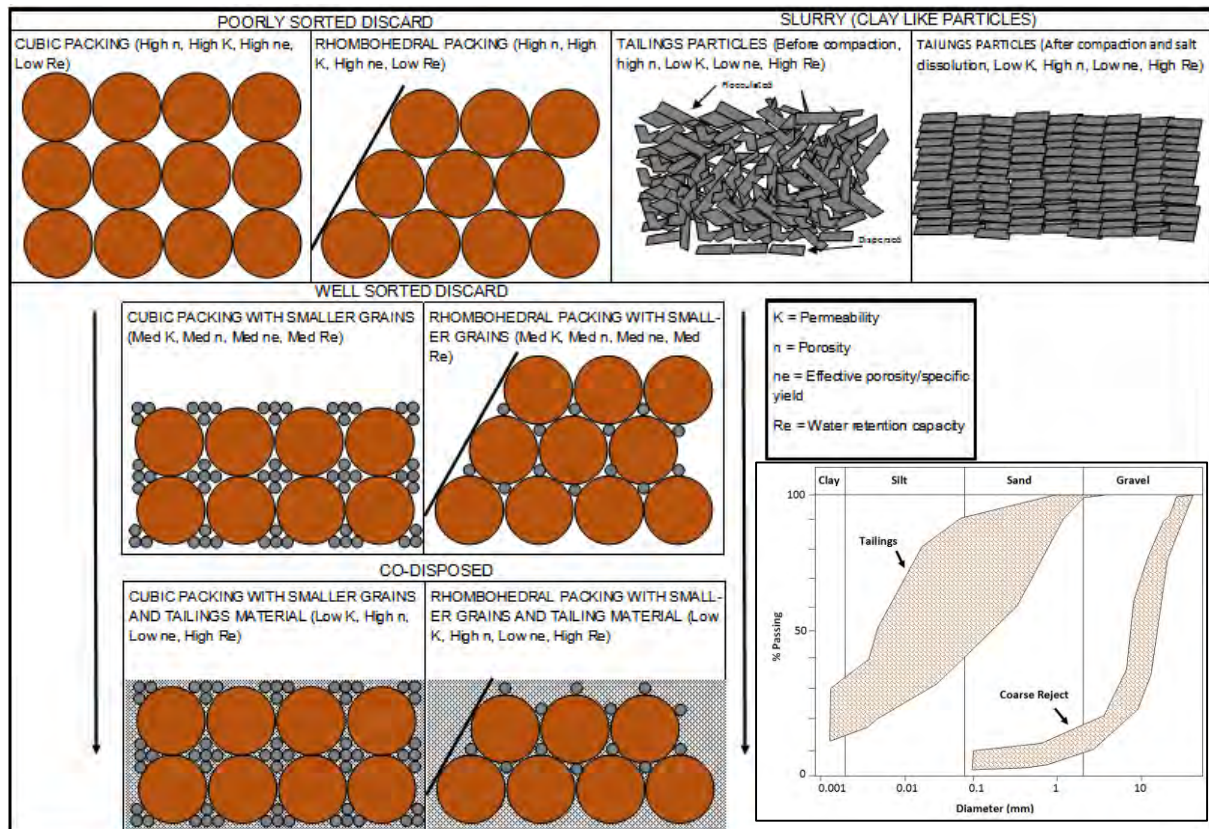 POORLY SORTED DISCARD
SLURRY (CLAY LIKE PARTICLES)
CUBIC PACKING (High n, High K, High ne,
Low Re)
RHOMBOHEDRAL PACKING (High n, High
K, High ne, Low Re)
TAILINGS PARTICLES (Before compaction,
high n, Low K, Low ne, High Re)
TAILINGS PARTICLES (After compaction and salt
dissolution, Low K, High n, Low ne, High Re)
Flocculated
Dispersed
WELL SORTED DISCARD
CUBIC PACKING WITH SMALLER GRAINS
(Med K, Med n, Med ne, Med Re)
RHOMBOHEDRAL PACKING WITH SMALL-
ER GRAINS (Med K, Med n, Med ne, Med
Re)
K = Permeability
n = Porosity
ne = Effective porosity/specific
yield
Re = Water retention capacity
CO-DISPOSED
CUBIC PACKING WITH SMALLER GRAINS
AND TAILINGS MATERIAL (Low K, High n,
Low ne, High Re)
RHOMBOHEDRAL PACKING WITH SMALL-
ER GRAINS AND TAILING MATERIAL (Low
K, High n, Low ne, High Re)
Clay Silt Sand Gravel
100
Tailings
50
% Passing
Coarse Reject
0
0.001 0.01 0.1 1 10
Diameter (mm)